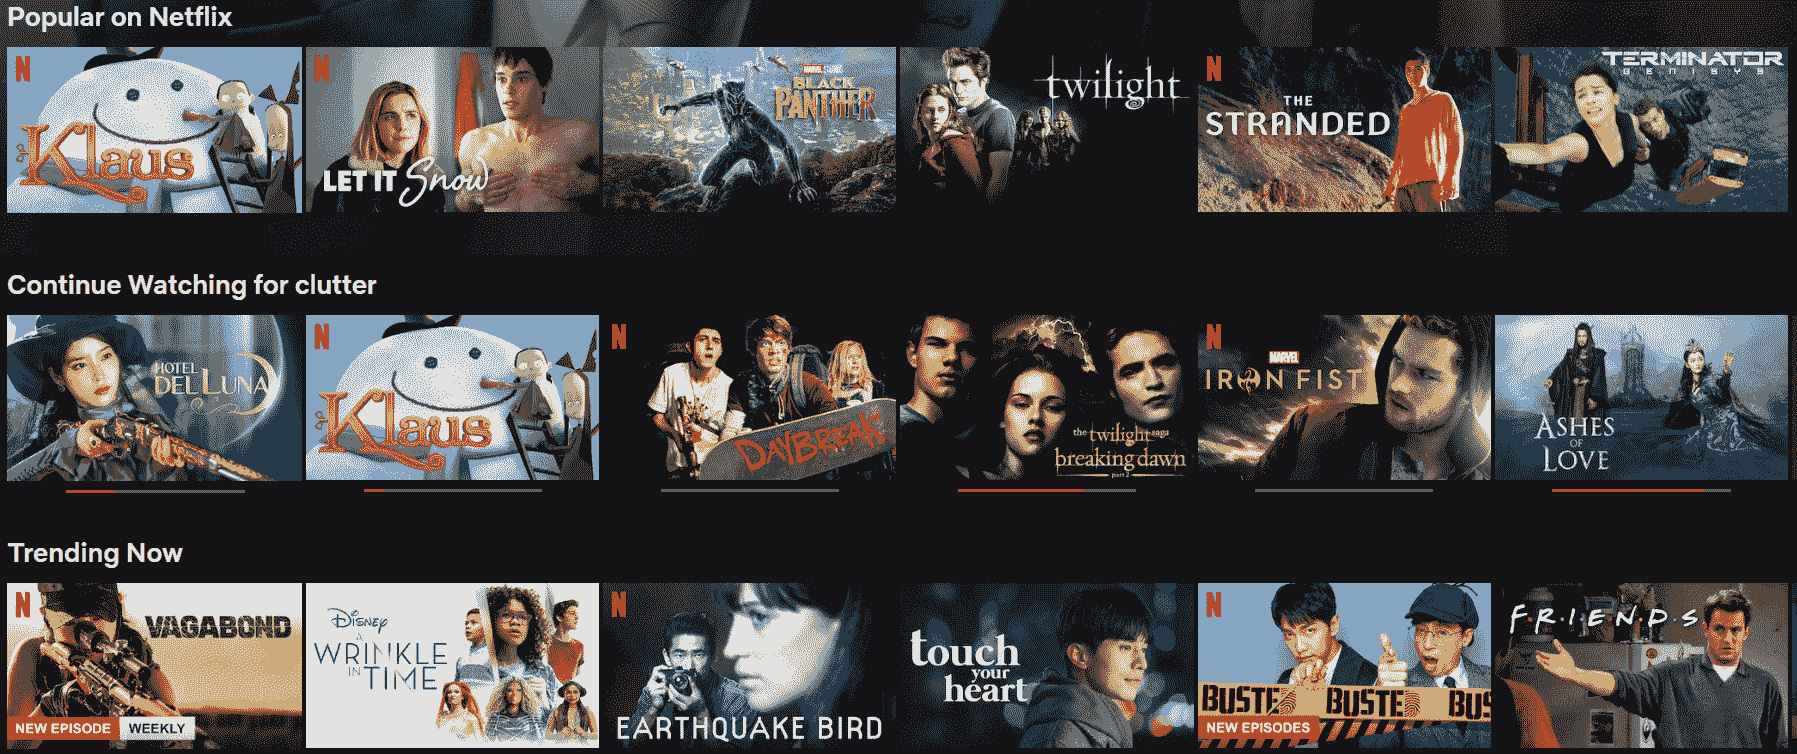 Popular on Netflix
N
Klaus
N
LET IT Snow
MARVEL STUDIOS
BLACK
PANTHER
twilight
N
THE
STRANDED
TERMINATOR
GENISYS
Continue Watching for clutter
HOTEL
DEL LUNA
N
Klaus
N
DAYBREAK
the twilight saga
breaking dawn
part 2
N
MARVEL
IRON FIST
ASHES
OF
LOVE
Trending Now
N
VAGABOND
NEW EPISODE WEEKLY
DISNEY
A
WRINKLE
IN TIME
N
EARTHQUAKE BIRD
touch
your
heart
N
BUSTED BUSTED BUS
NEW EPISODES
F·R·I·E·N·D·S